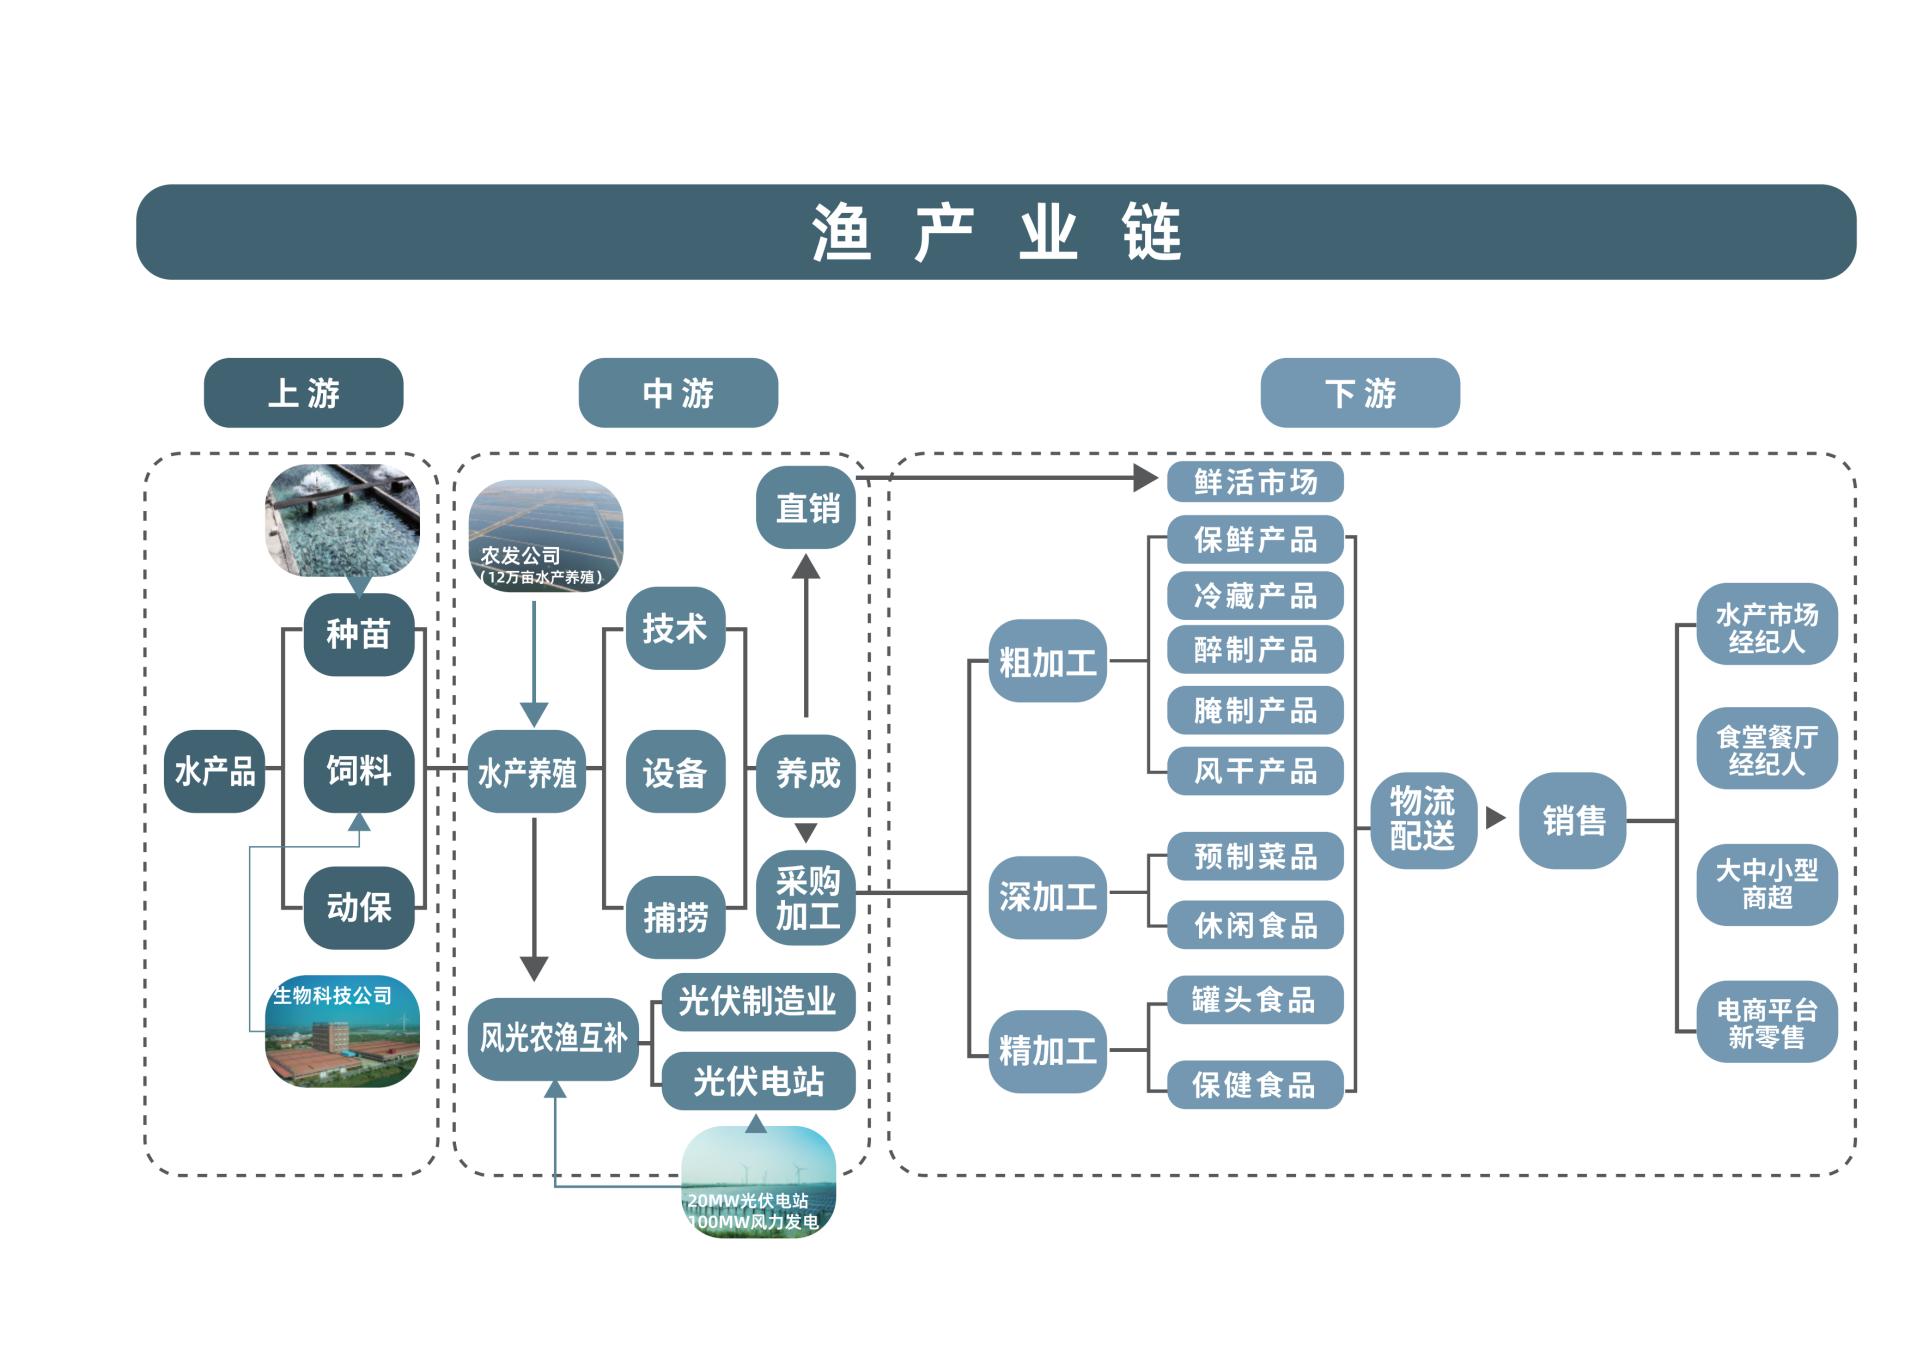 渔产业链
上游
中游
下游
种苗
水产品
饲料
动保
生物科技公司
农发公司
（12万亩水产养殖）
直销
技术
水产养殖
设备
养成
捕捞
采购
加工
风光农渔互补
光伏制造业
光伏电站
20MW光伏电站
100MW风力发电
鲜活市场
粗加工
保鲜产品
冷藏产品
醉制产品
腌制产品
风干产品
深加工
预制菜品
休闲食品
精加工
罐头食品
保健食品
物流
配送
销售
水产市场
经纪人
食堂餐厅
经纪人
大中小型
商超
电商平台
新零售